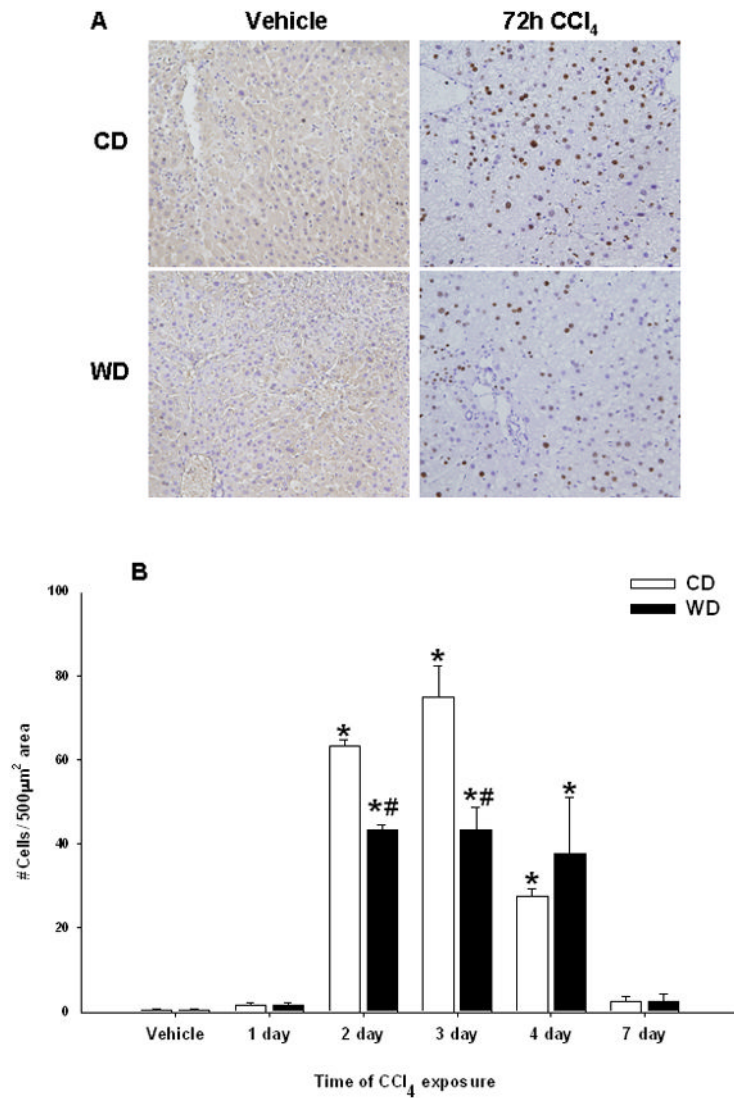 A
Vehicle
72h CCl₄
CD
WD
B
CD
WD
100
80
60
40
20
0
# Cells / 500µm² area
*
*#
*
*#
*
*
Vehicle
1 day
2 day
3 day
4 day
7 day
Time of CCl₄ exposure